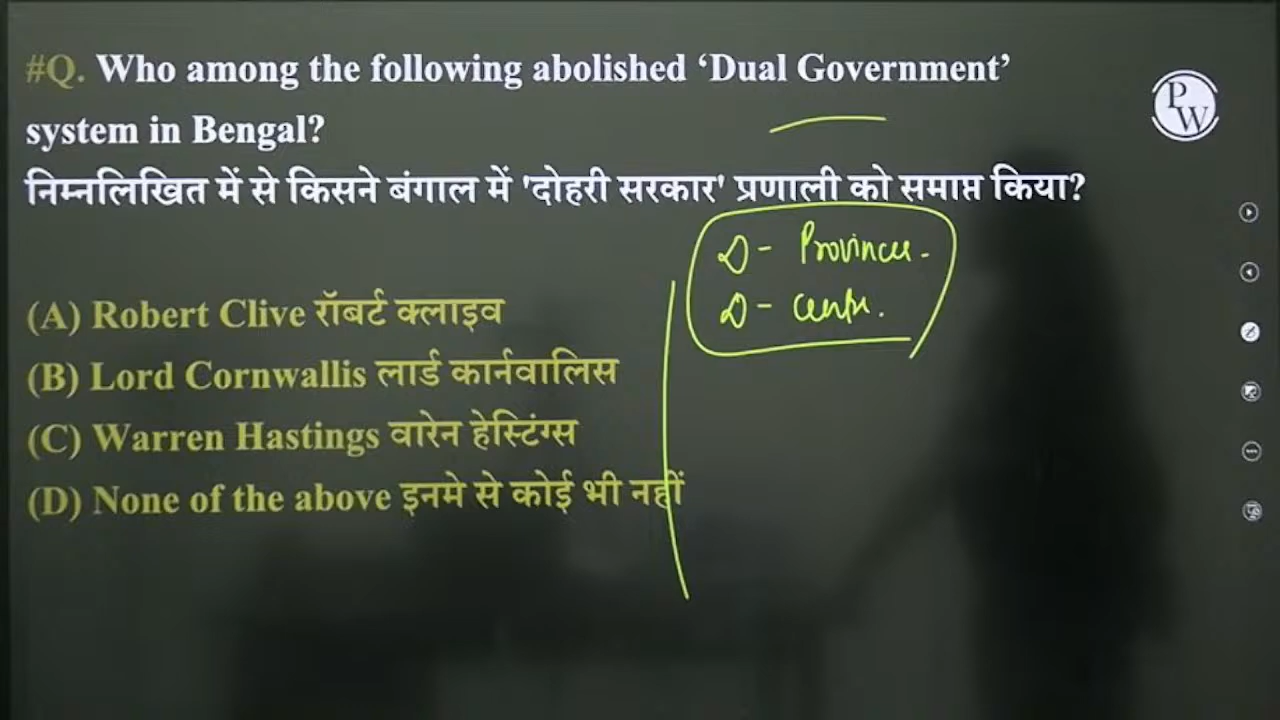 #Q. Who among the following abolished ‘Dual Government’
system in Bengal?
निम्नलिखित में से किसने बंगाल में 'दोहरी सरकार' प्रणाली को समाप्त किया?
D - Provinces.
D - Centre.
(A) Robert Clive रॉबर्ट क्लाइव
(B) Lord Cornwallis लार्ड कार्नवालिस
(C) Warren Hastings वारेन हेस्टिंग्स
(D) None of the above इनमे से कोई भी नहीं
PW